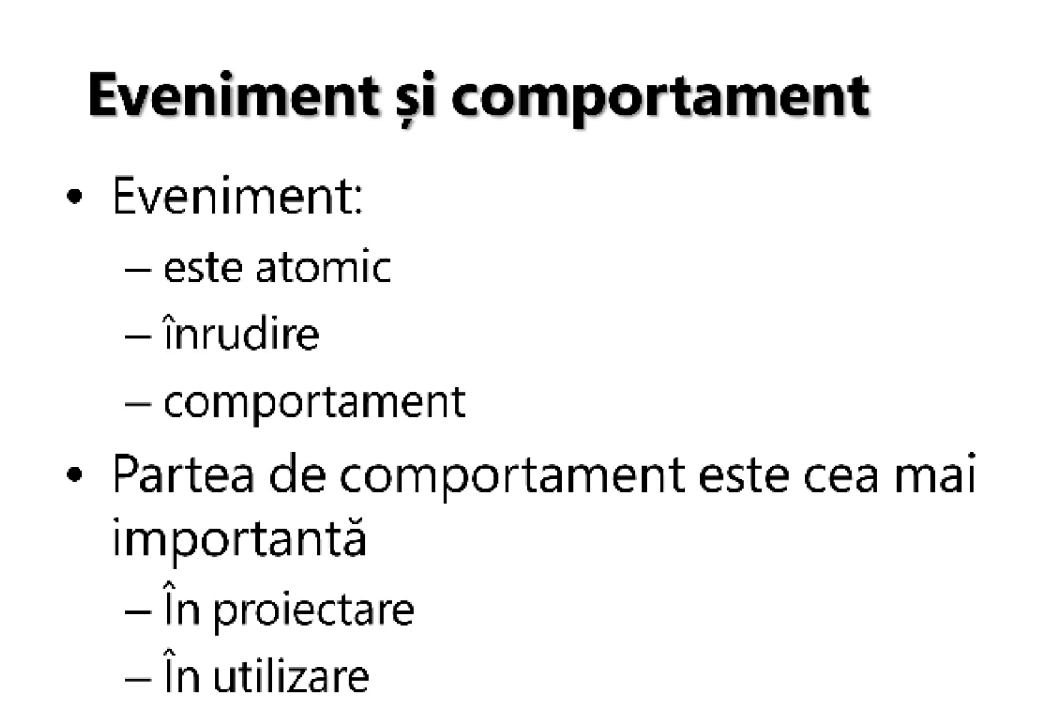 Eveniment și comportament
• Eveniment:
– este atomic
– înrudire
– comportament
• Partea de comportament este cea mai
importantă
– În proiectare
– În utilizare